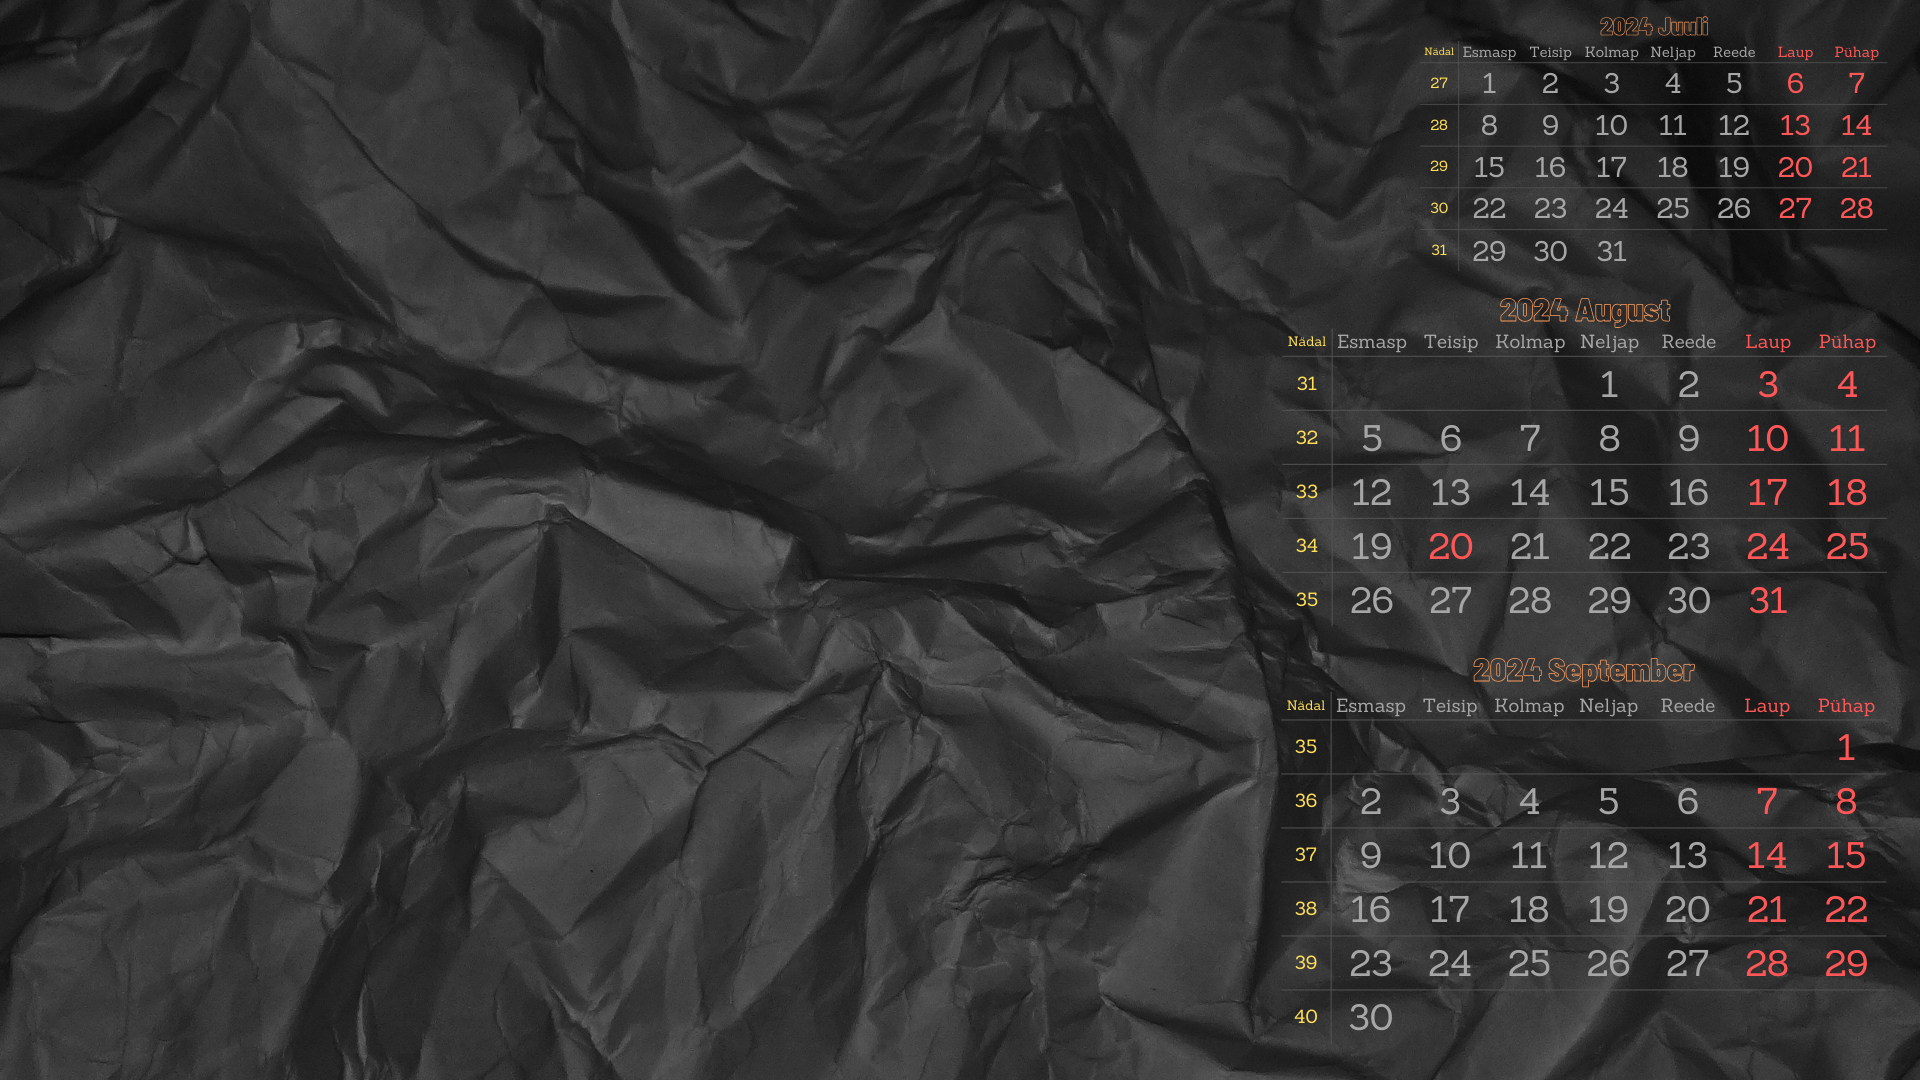 2024 Juuli
Nädal Esmasp Teisip Kolmap Neljap Reede Laup Pühap
27 1 2 3 4 5 6 7
28 8 9 10 11 12 13 14
29 15 16 17 18 19 20 21
30 22 23 24 25 26 27 28
31 29 30 31
2024 August
Nädal Esmasp Teisip Kolmap Neljap Reede Laup Pühap
31 1 2 3 4
32 5 6 7 8 9 10 11
33 12 13 14 15 16 17 18
34 19 20 21 22 23 24 25
35 26 27 28 29 30 31
2024 September
Nädal Esmasp Teisip Kolmap Neljap Reede Laup Pühap
35 1
36 2 3 4 5 6 7 8
37 9 10 11 12 13 14 15
38 16 17 18 19 20 21 22
39 23 24 25 26 27 28 29
40 30